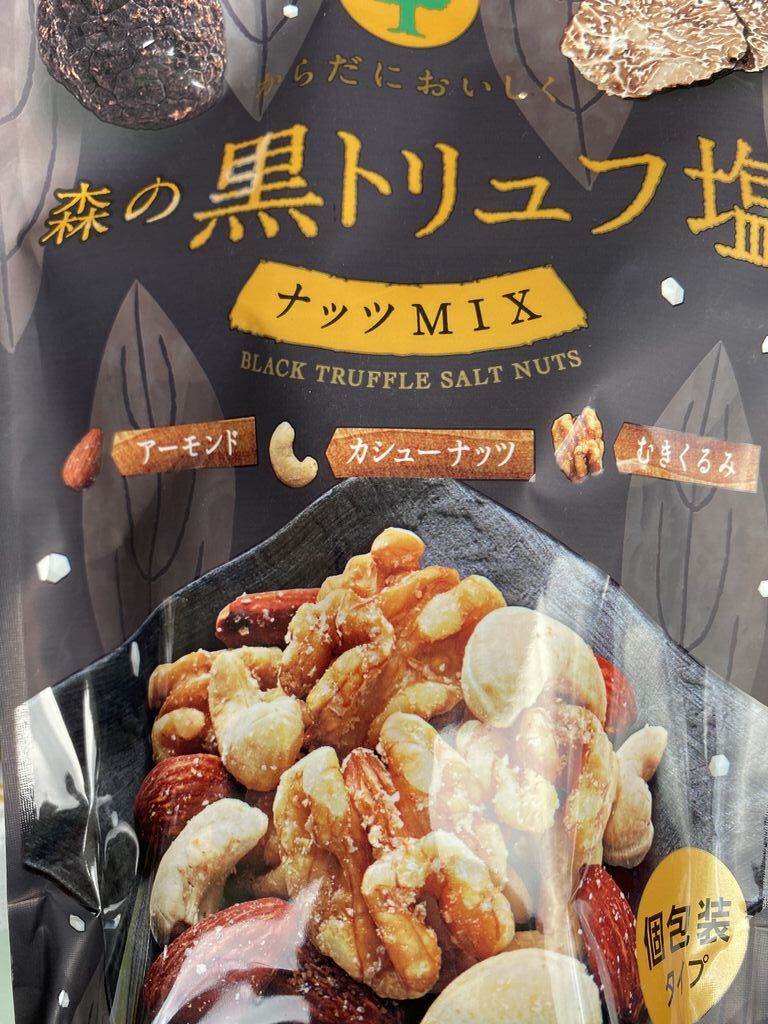 からだにおいしく
森の黒トリュフ塩
ナッツMIX
BLACK TRUFFLE SALT NUTS
アーモンド
カシューナッツ
むきくるみ
個包装
タイプ